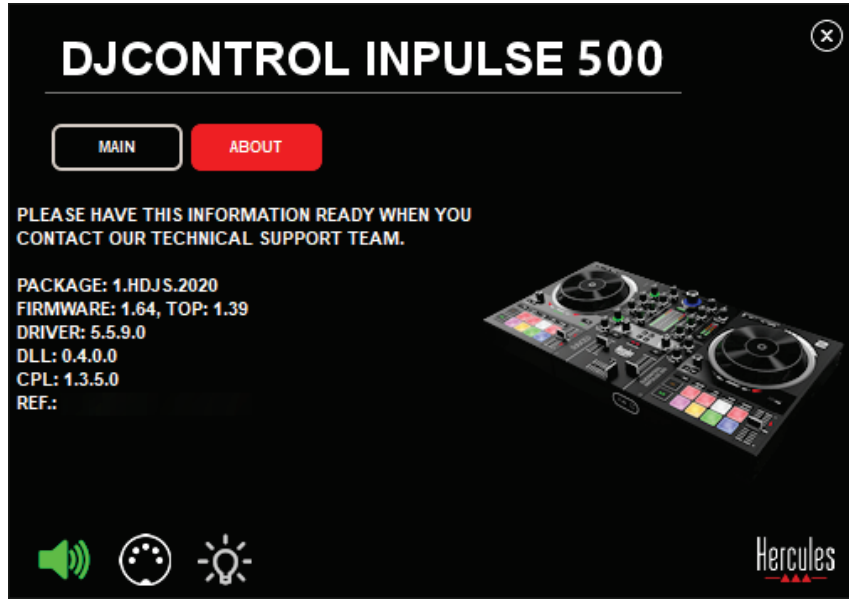 DJCONTROL INPULSE 500
MAIN
ABOUT
PLEASE HAVE THIS INFORMATION READY WHEN YOU
CONTACT OUR TECHNICAL SUPPORT TEAM.
PACKAGE: 1.HDJS.2020
FIRMWARE: 1.64, TOP: 1.39
DRIVER: 5.5.9.0
DLL: 0.4.0.0
CPL: 1.3.5.0
REF.:
Hercules